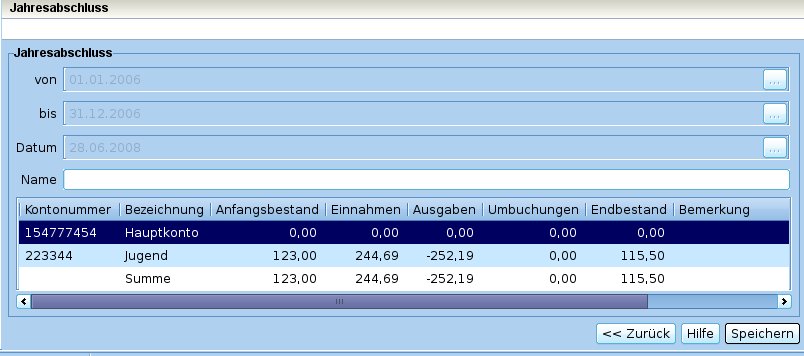 Jahresabschluss
Jahresabschluss
von 01.01.2006 ...
bis 31.12.2006 ...
Datum 28.06.2008 ...
Name
Kontonummer Bezeichnung Anfangsbestand Einnahmen Ausgaben Umbuchungen Endbestand Bemerkung
154777454 Hauptkonto 0,00 0,00 0,00 0,00 0,00
223344 Jugend 123,00 244,69 -252,19 0,00 115,50
Summe 123,00 244,69 -252,19 0,00 115,50
<< Zurück Hilfe Speichern